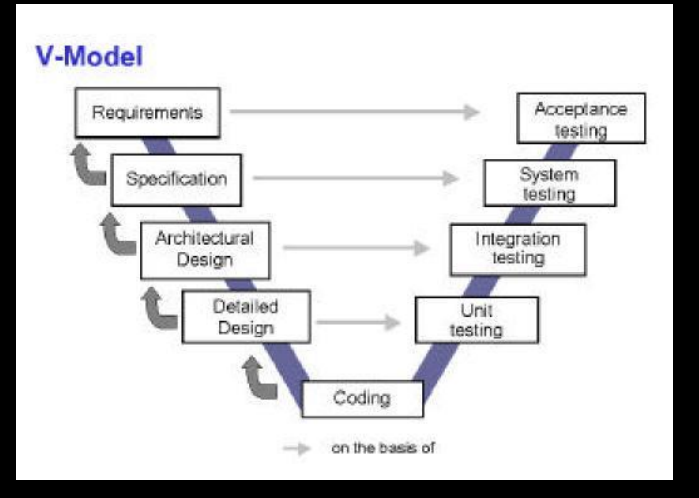 V-Model
Requirements
Acceptance
testing
Specification
System
testing
Architectural
Design
Integration
testing
Detailed
Design
Unit
testing
Coding
on the basis of